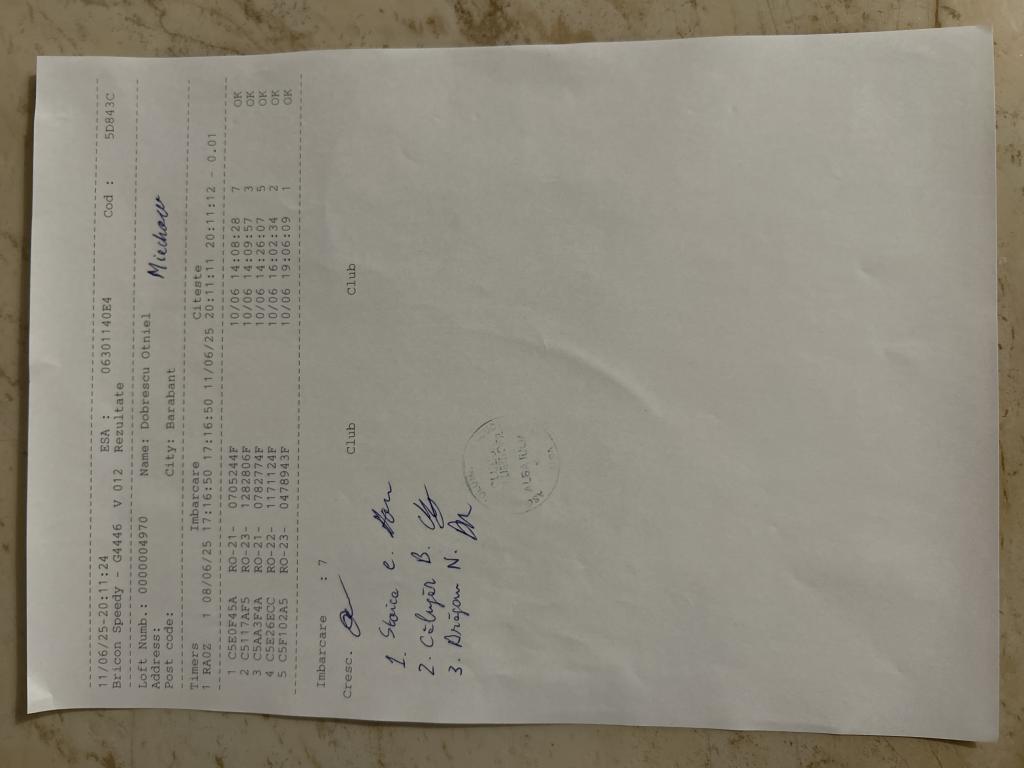 11/06/25-20:11:24
Bricon Speedy - G4446 V 012 ESA : 06301140E4 Rezultate Cod : 5D843C
Loft Numb.: 0000004970 Name: Dobrescu Otniel
Address: Miechow
Post code: City: Barabant
Timers Imbarcare Citeste
1 RA0Z 1 08/06/25 17:16:50 17:16:50 11/06/25 20:11:11 20:11:12 - 0.01
1 C5E0F45A RO-21- 0705244F 10/06 14:08:28 7 OK
2 C5117AF5 RO-23- 1282806F 10/06 14:09:57 3 OK
3 C5AA3F4A RO-21- 0782774F 10/06 14:26:07 5 OK
4 C5E26ECC RO-22- 1171124F 10/06 16:02:34 2 OK
5 C5F102A5 RO-23- 0478943F 10/06 19:06:09 1 OK
Imbarcare : 7
Cresc. Club Club
1. Stoica C.
2. Călugăr B.
3. Drăgan N.
ALBA IULIA